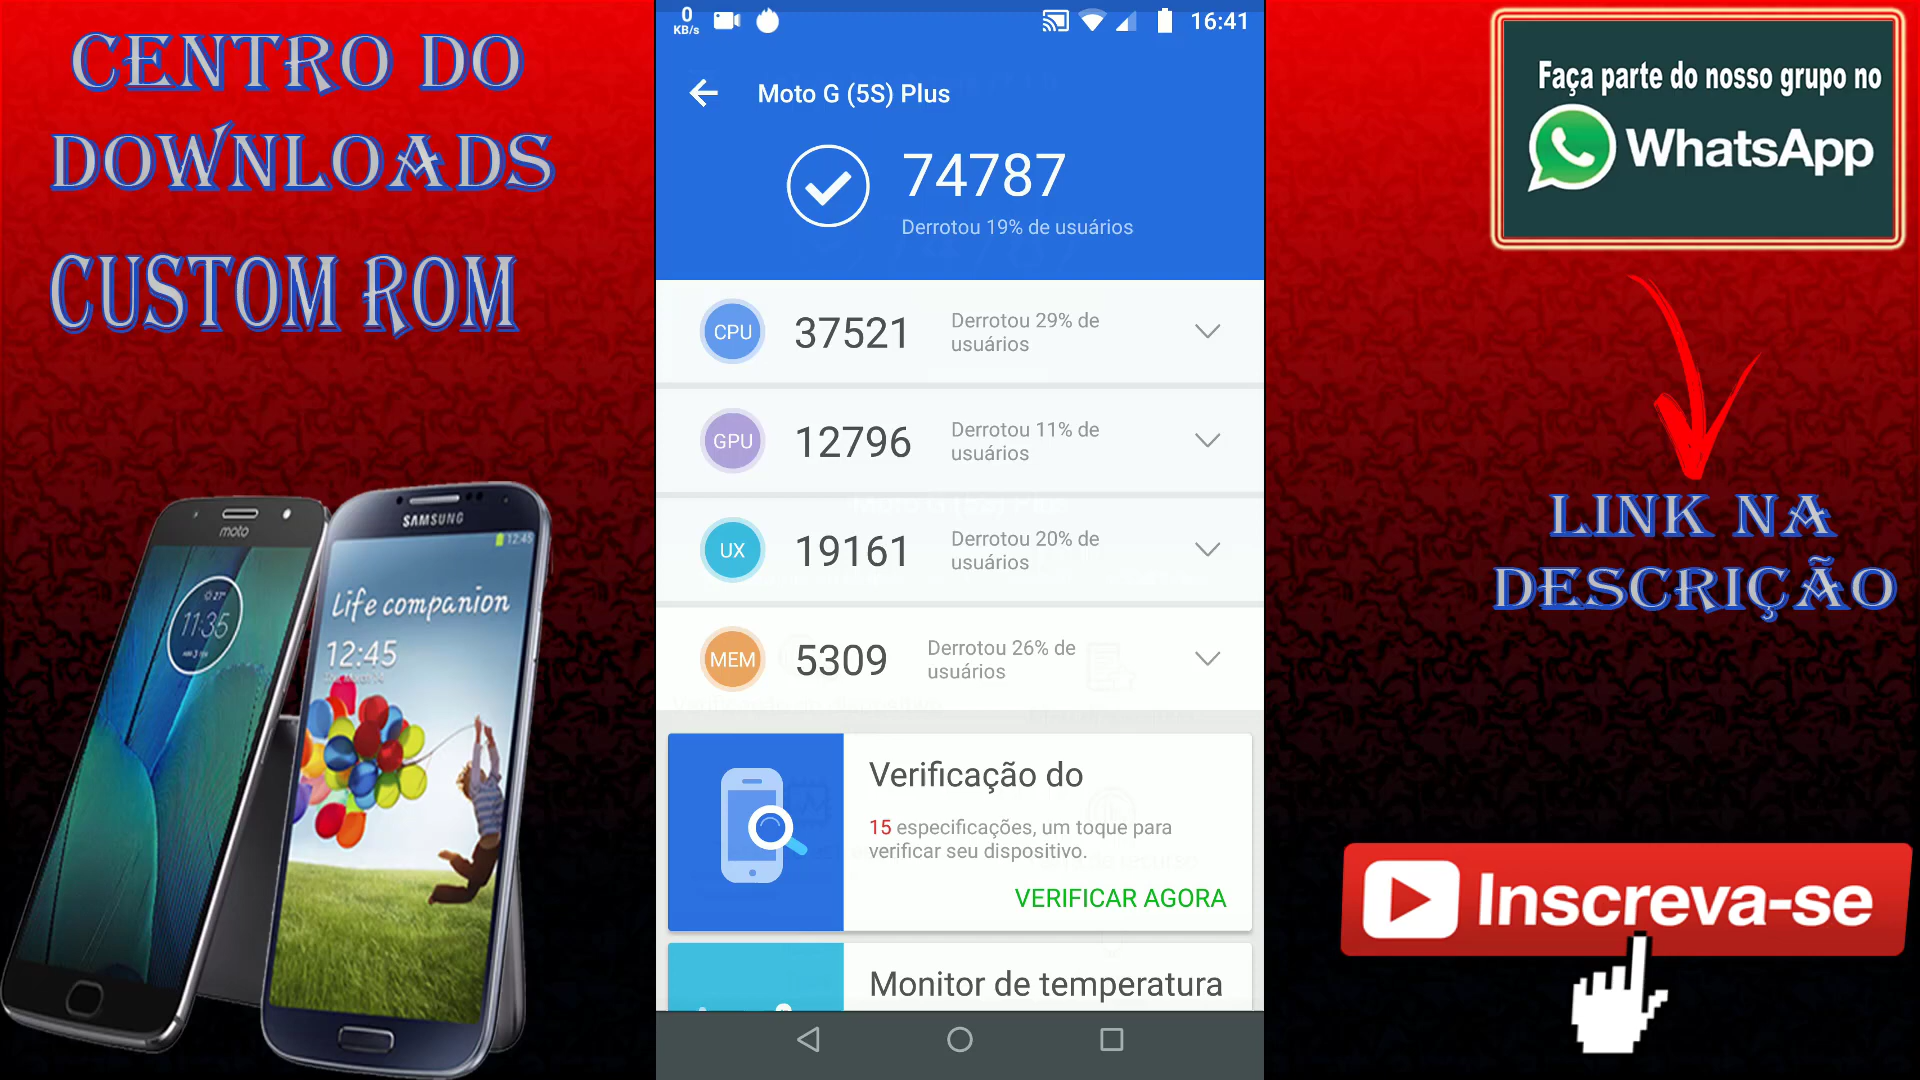 CENTRO DO
DOWNLOADS
CUSTOM ROM
moto
11:35
SAMSUNG
12:45
Life companion
12:45
0
KB/s
16:41
Moto G (5S) Plus
74787
Derrotou 19% de usuários
CPU
37521
Derrotou 29% de
usuários
GPU
12796
Derrotou 11% de
usuários
UX
19161
Derrotou 20% de
usuários
MEM
5309
Derrotou 26% de
usuários
Verificação do
15 especificações, um toque para
verificar seu dispositivo.
VERIFICAR AGORA
Monitor de temperatura
Faça parte do nosso grupo no
WhatsApp
LINK NA
DESCRIÇÃO
Inscreva-se